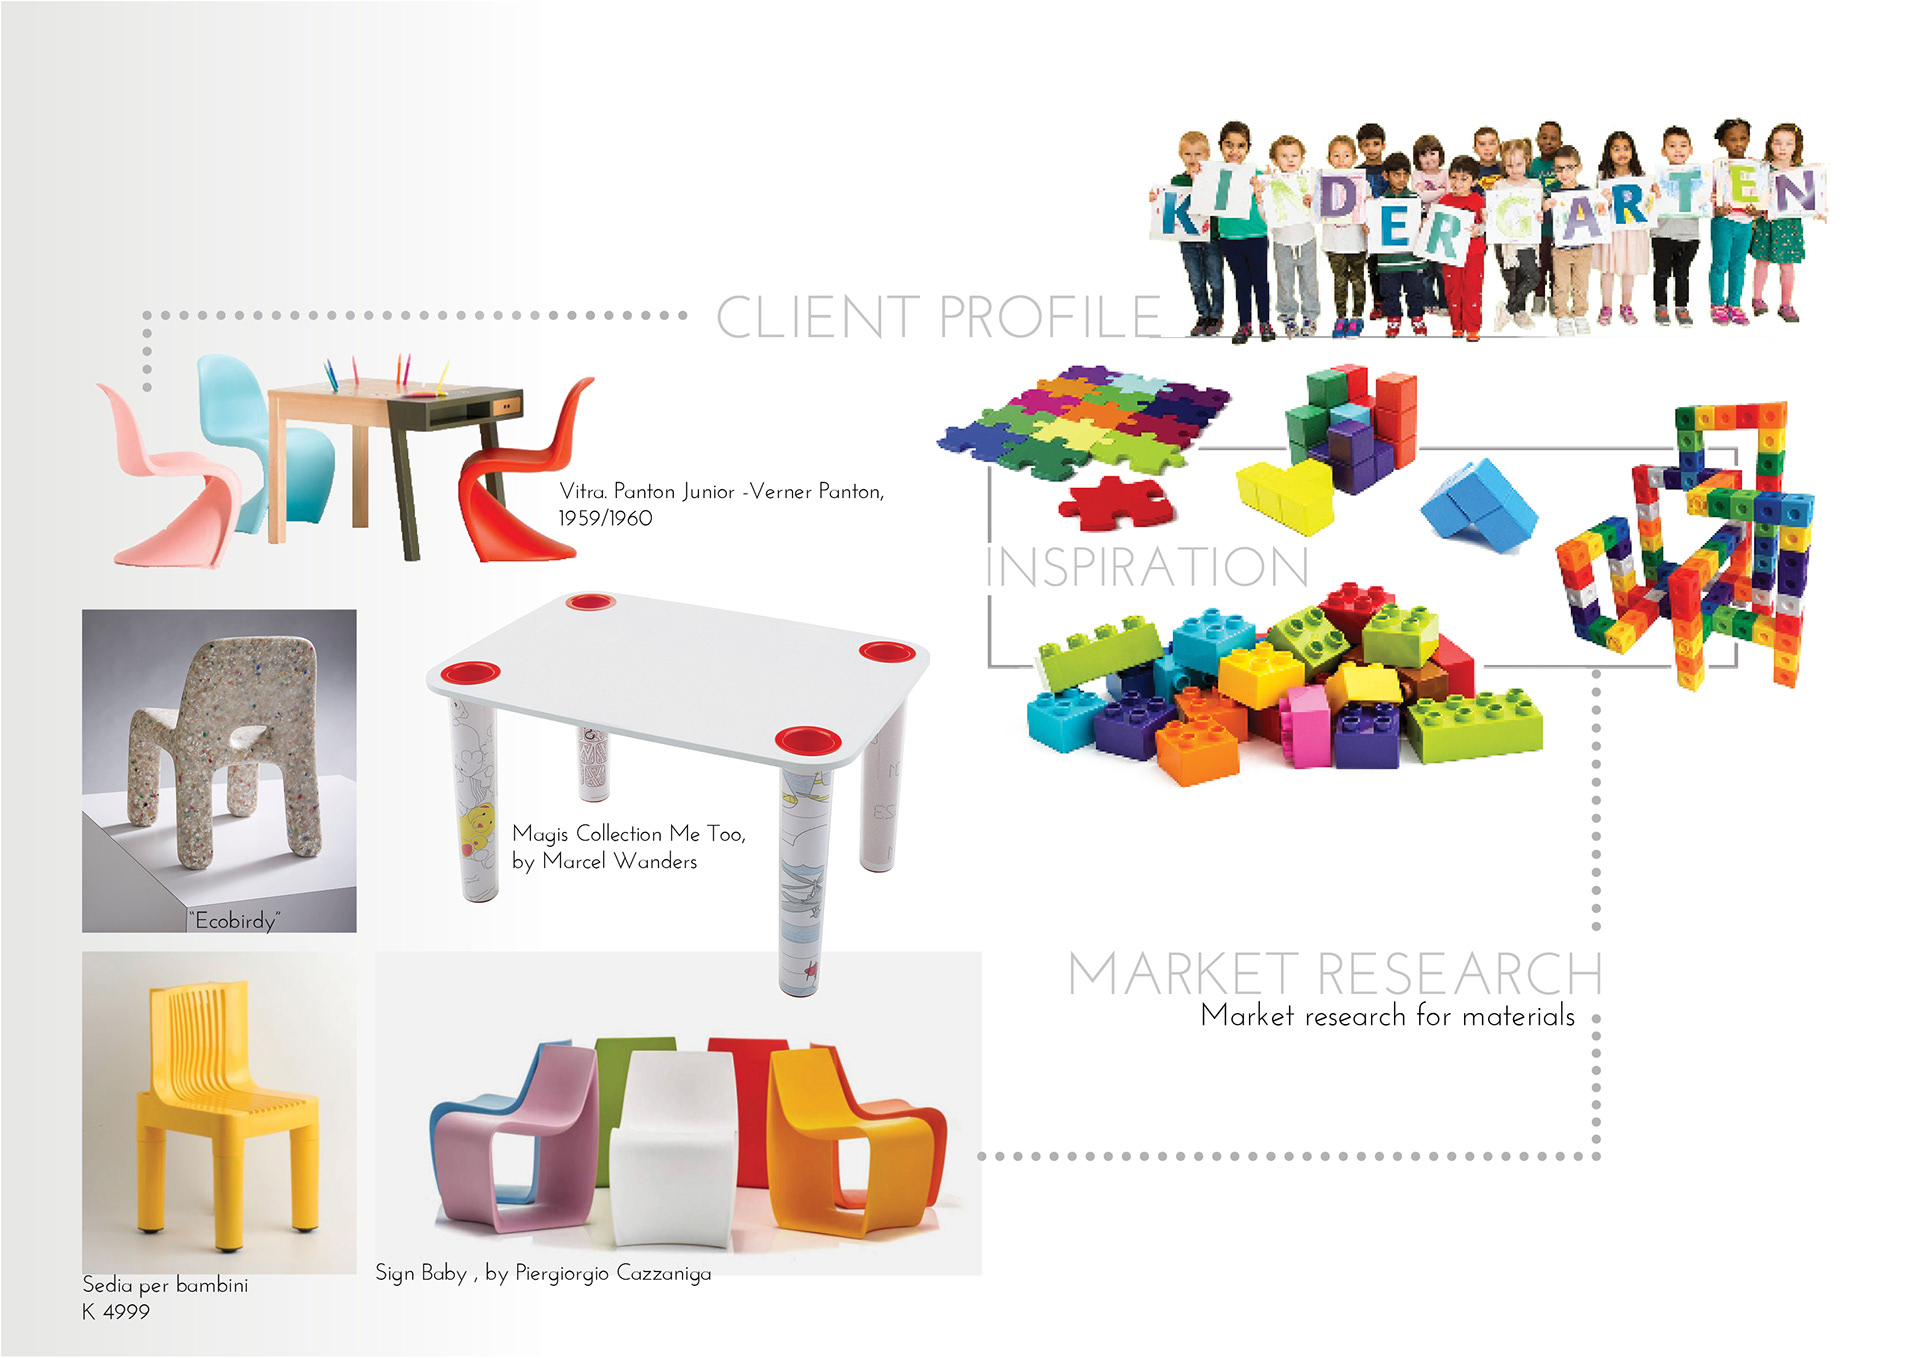 KINDERGARTEN
CLIENT PROFILE
Vitra. Panton Junior -Verner Panton,
1959/1960
INSPIRATION
"Ecobirdy"
Magis Collection Me Too,
by Marcel Wanders
MARKET RESEARCH
Market research for materials
Sedia per bambini
K 4999
Sign Baby , by Piergiorgio Cazzaniga